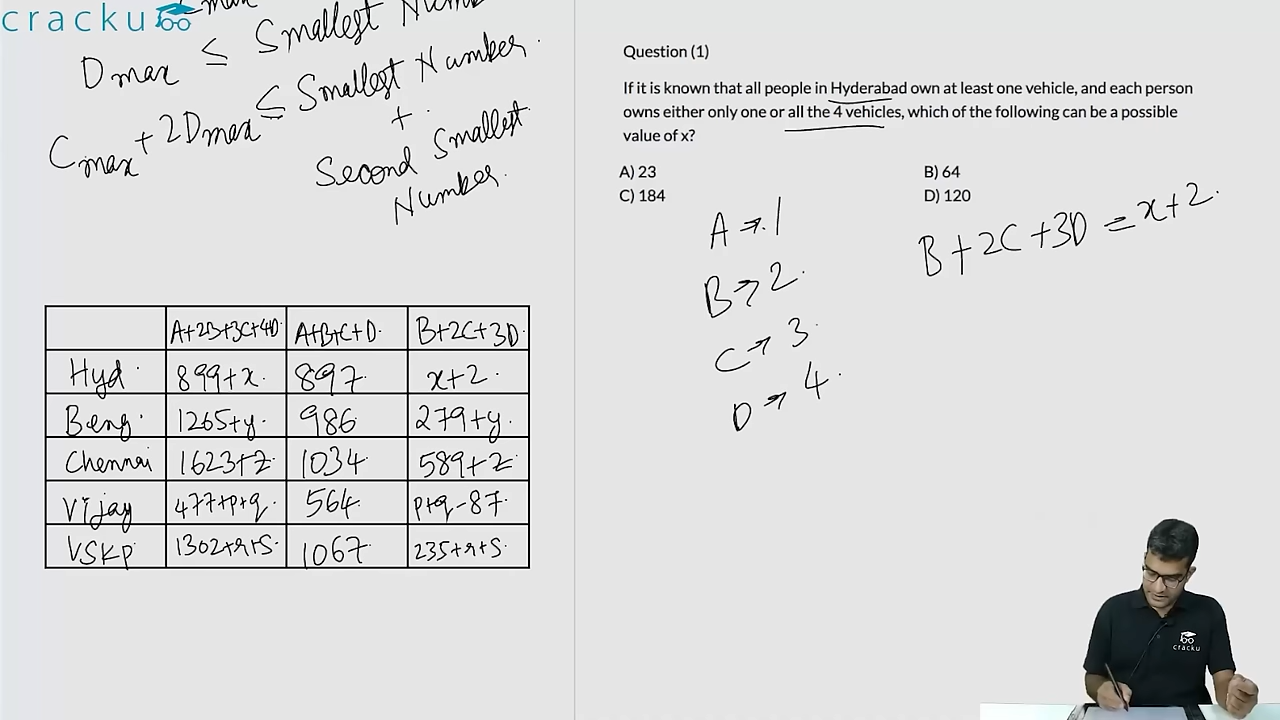 cracku
max
Dmax ≤ Smallest Num
Cmax + 2Dmax ≤ Smallest Number.
+
Second Smallest
Number.
A+2B+3C+4D A+B+C+D. B+2C+3D
Hyd. 899+x. 897 x+2.
Beng. 1265+y. 986 279+y.
Chennai 1623+z. 1034 589+z
Vijay 477+p+q. 564 p+q-87.
VSKP 1302+r+s. 1067 235+r+s.
Question (1)
If it is known that all people in Hyderabad own at least one vehicle, and each person
owns either only one or all the 4 vehicles, which of the following can be a possible
value of x?
A) 23 B) 64
C) 184 D) 120
A → 1
B → 2.
C → 3.
D → 4.
B+2C+3D = x+2.
cracku